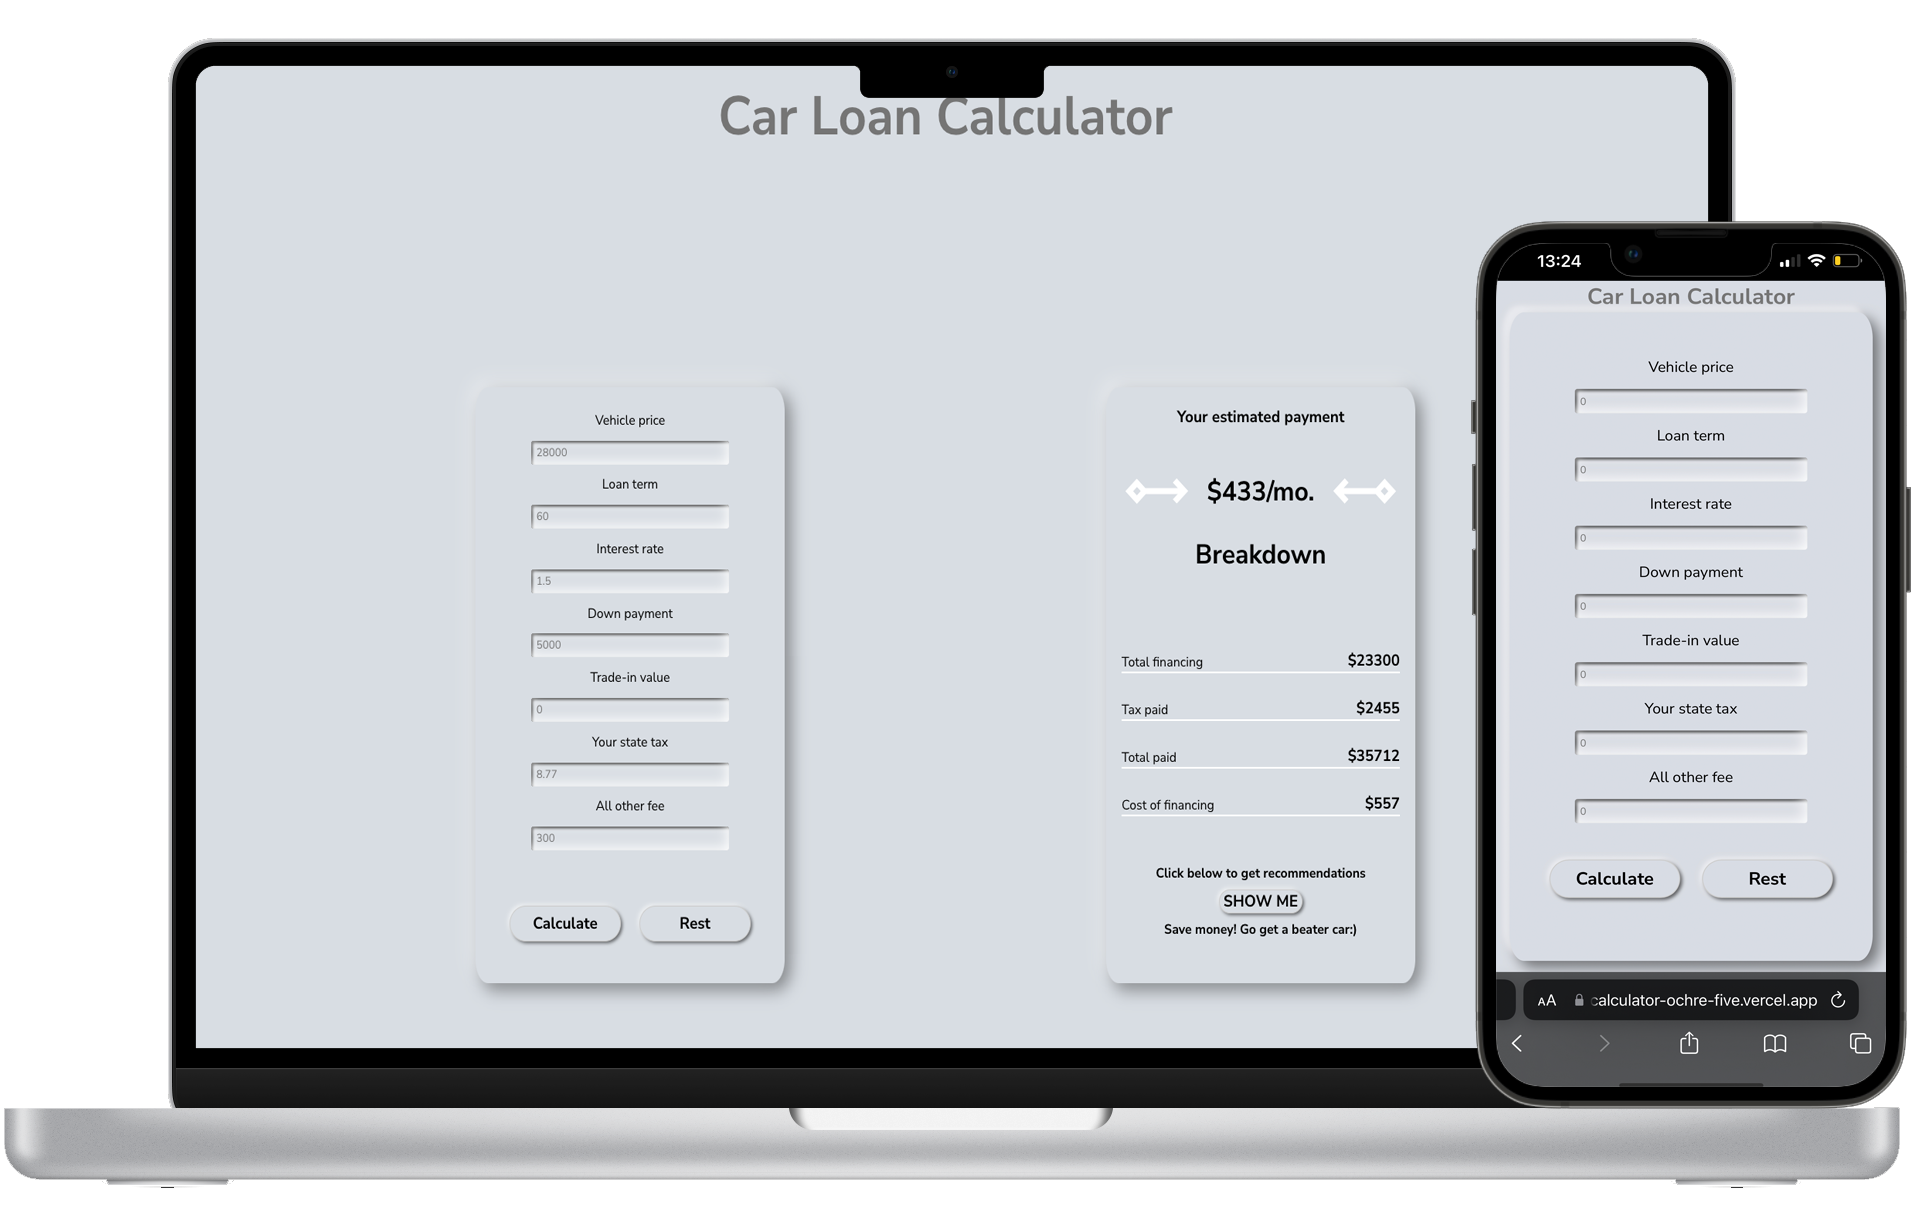 Car Loan Calculator
Vehicle price
28000
Loan term
60
Interest rate
1.5
Down payment
5000
Trade-in value
0
Your state tax
8.77
All other fee
300
Calculate Rest
Your estimated payment
$433/mo.
Breakdown
Total financing $23300
Tax paid $2455
Total paid $35712
Cost of financing $557
Click below to get recommendations
SHOW ME
Save money! Go get a beater car:)
13:24
Car Loan Calculator
Vehicle price
0
Loan term
0
Interest rate
0
Down payment
0
Trade-in value
0
Your state tax
0
All other fee
0
Calculate Rest
AA calculator-ochre-five.vercel.app